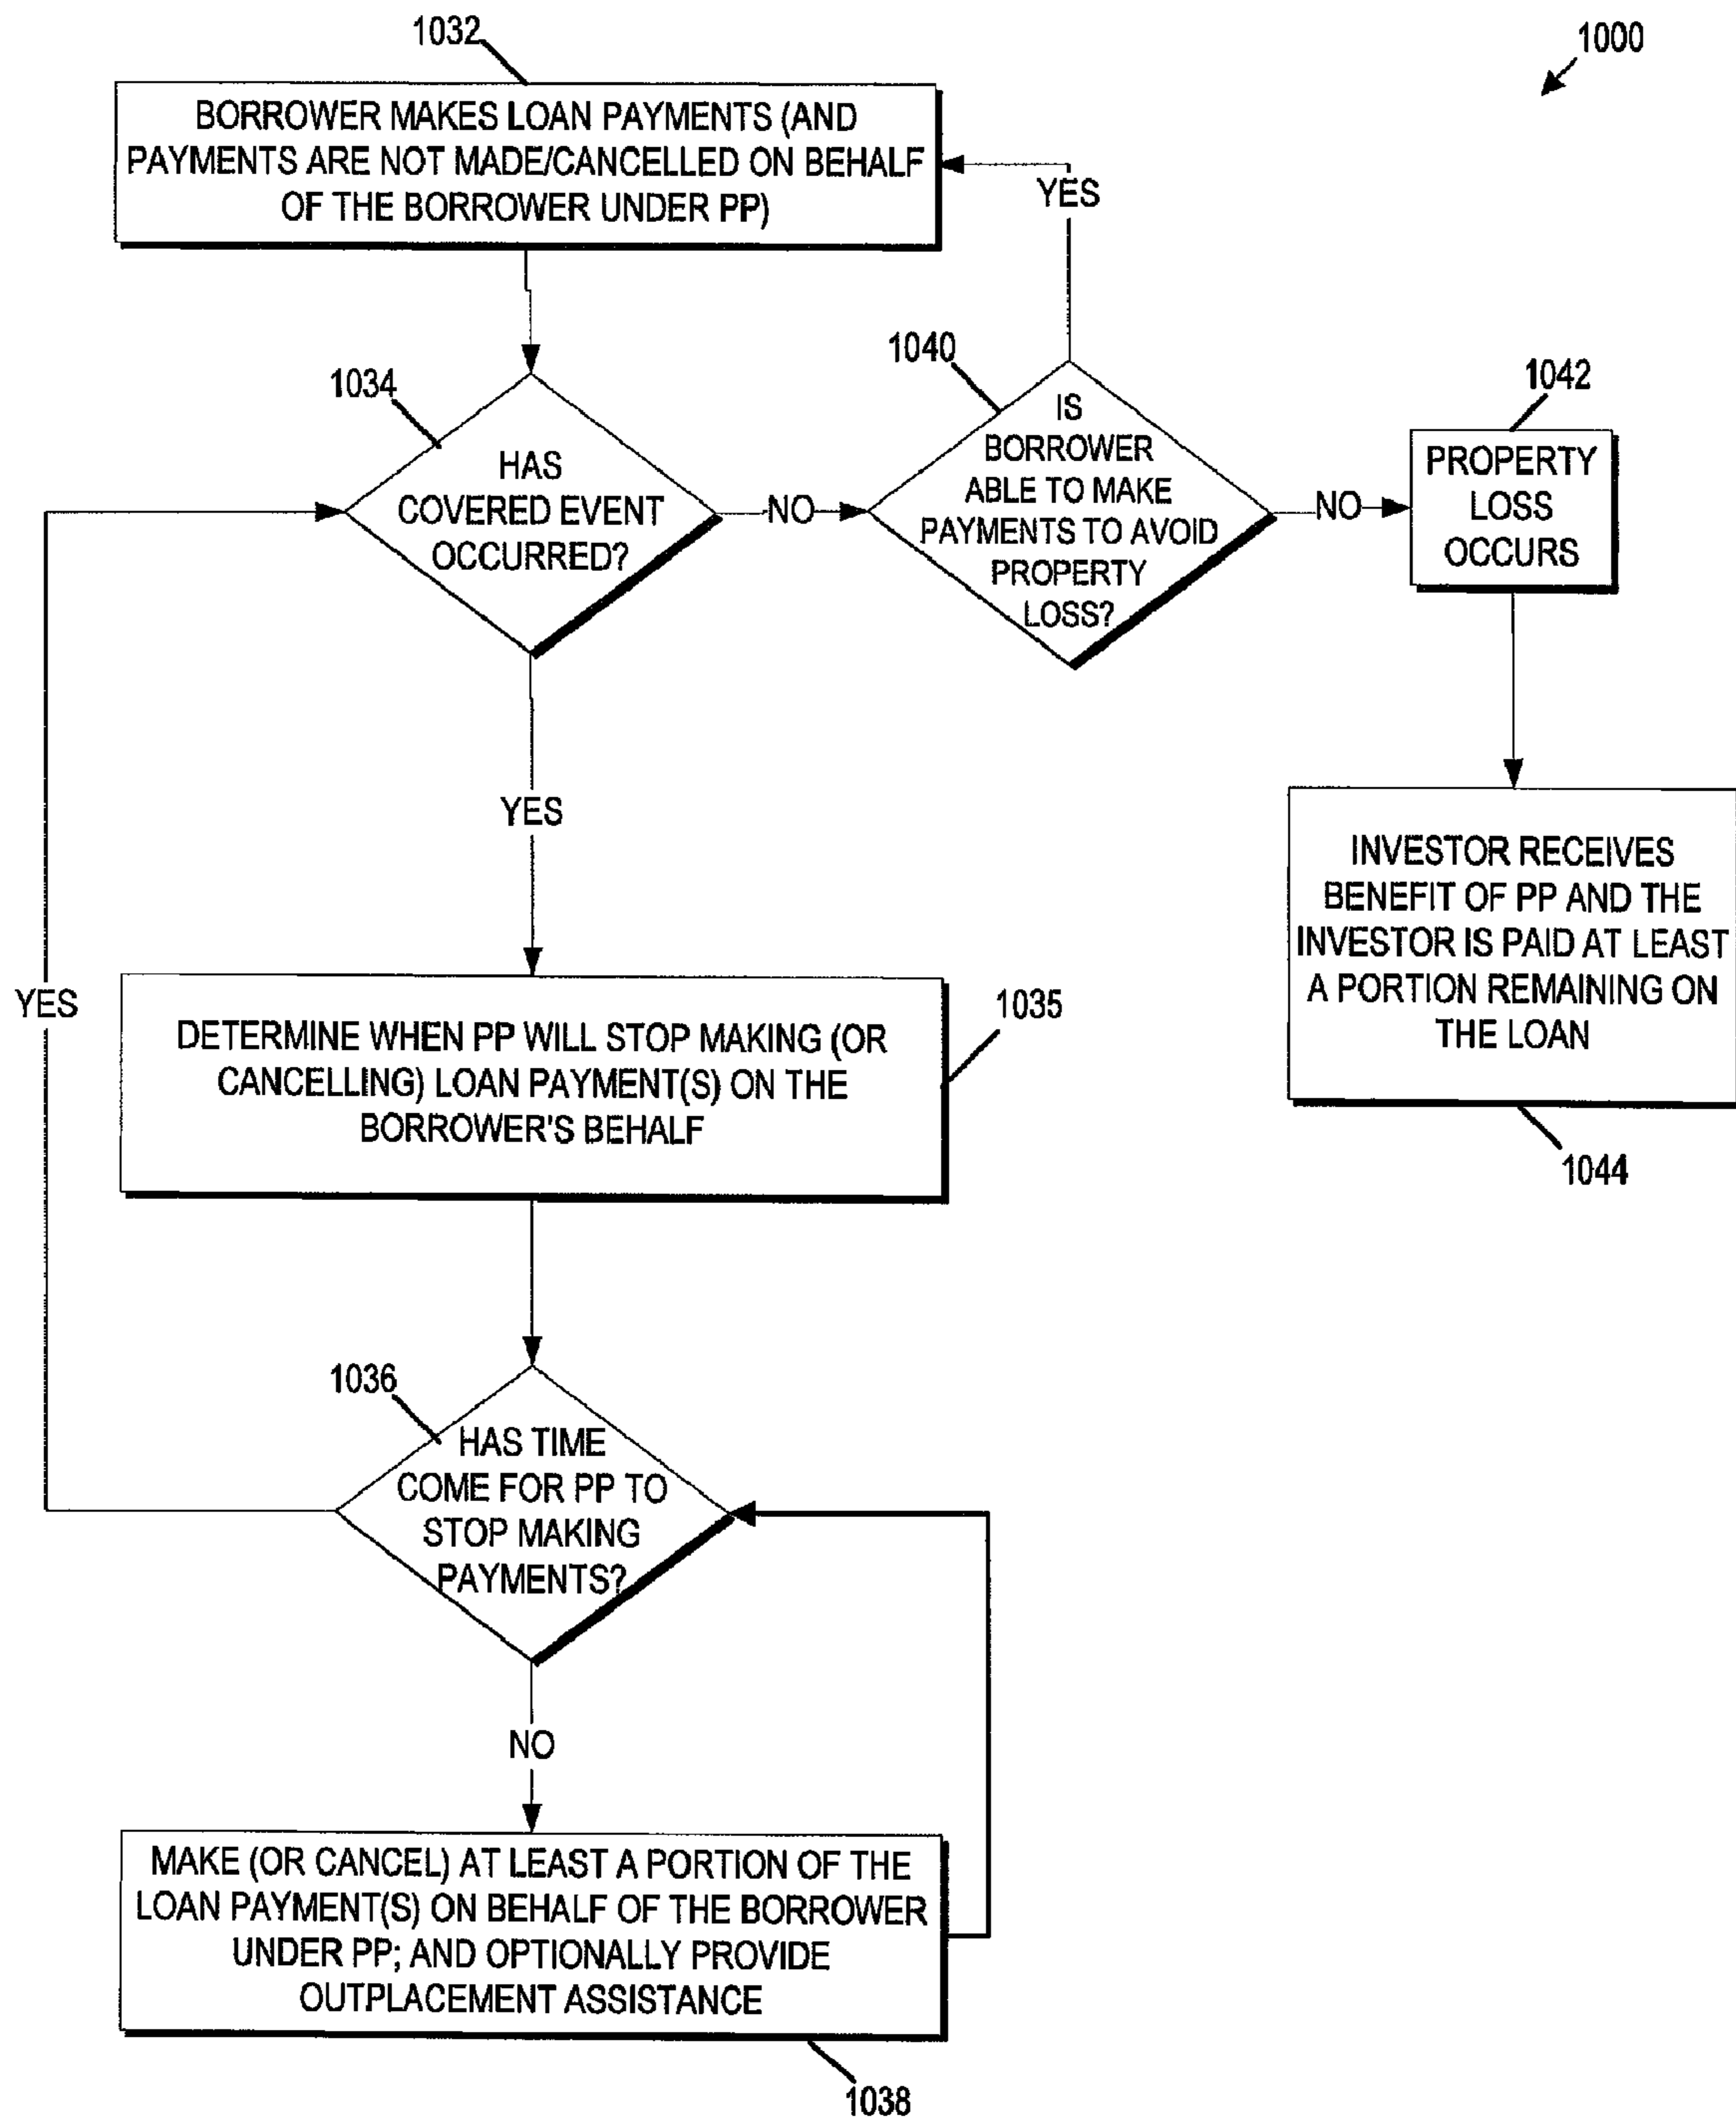 1032
1000
BORROWER MAKES LOAN PAYMENTS (AND
PAYMENTS ARE NOT MADE/CANCELLED ON BEHALF
OF THE BORROWER UNDER PP)
YES
1034
HAS
COVERED EVENT
OCCURRED?
NO
1040
IS
BORROWER
ABLE TO MAKE
PAYMENTS TO AVOID
PROPERTY
LOSS?
NO
1042
PROPERTY
LOSS
OCCURS
YES
INVESTOR RECEIVES
BENEFIT OF PP AND THE
INVESTOR IS PAID AT LEAST
A PORTION REMAINING ON
THE LOAN
1044
YES
DETERMINE WHEN PP WILL STOP MAKING (OR
CANCELLING) LOAN PAYMENT(S) ON THE
BORROWER'S BEHALF
1035
1036
HAS TIME
COME FOR PP TO
STOP MAKING
PAYMENTS?
NO
MAKE (OR CANCEL) AT LEAST A PORTION OF THE
LOAN PAYMENT(S) ON BEHALF OF THE BORROWER
UNDER PP; AND OPTIONALLY PROVIDE
OUTPLACEMENT ASSISTANCE
1038